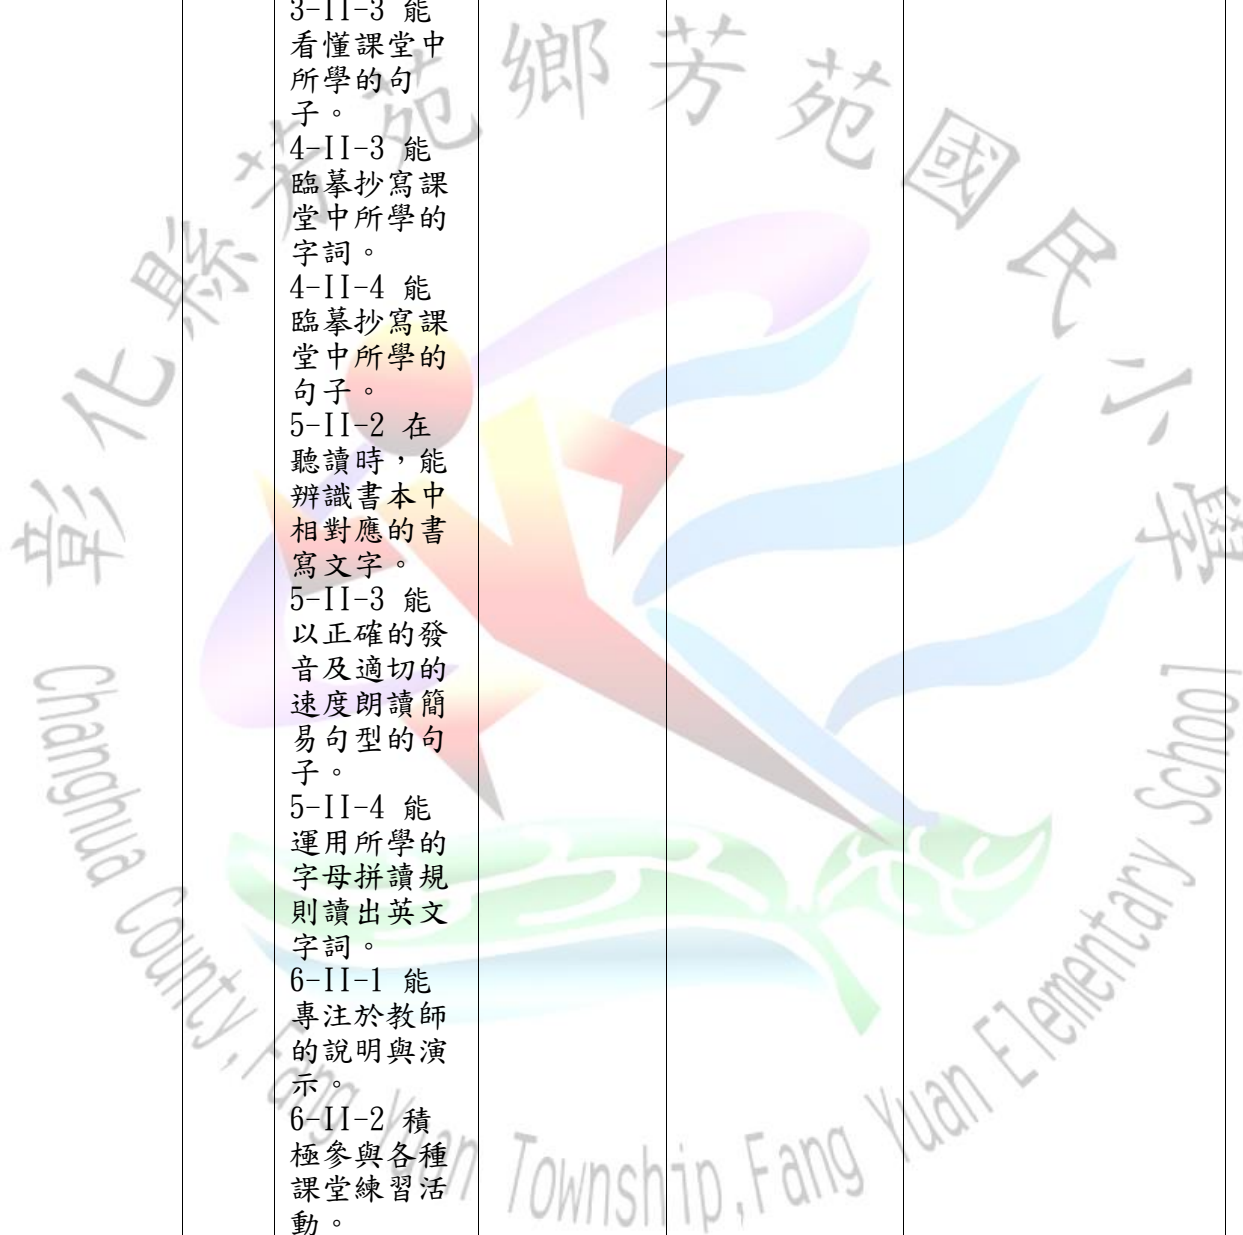 3-II-3 能
看懂課堂中
所學的句
子。
4-II-3 能
臨摹抄寫課
堂中所學的
字詞。
4-II-4 能
臨摹抄寫課
堂中所學的
句子。
5-II-2 在
聽讀時，能
辨識書本中
相對應的書
寫文字。
5-II-3 能
以正確的發
音及適切的
速度朗讀簡
易句型的句
子。
5-II-4 能
運用所學的
字母拼讀規
則讀出英文
字詞。
6-II-1 能
專注於教師
的說明與演
示。
6-II-2 積
極參與各種
課堂練習活
動。
彰化縣芳苑鄉芳苑國民小學
Changhua County, Fang Yuan Township, Fang Yuan Elementary School